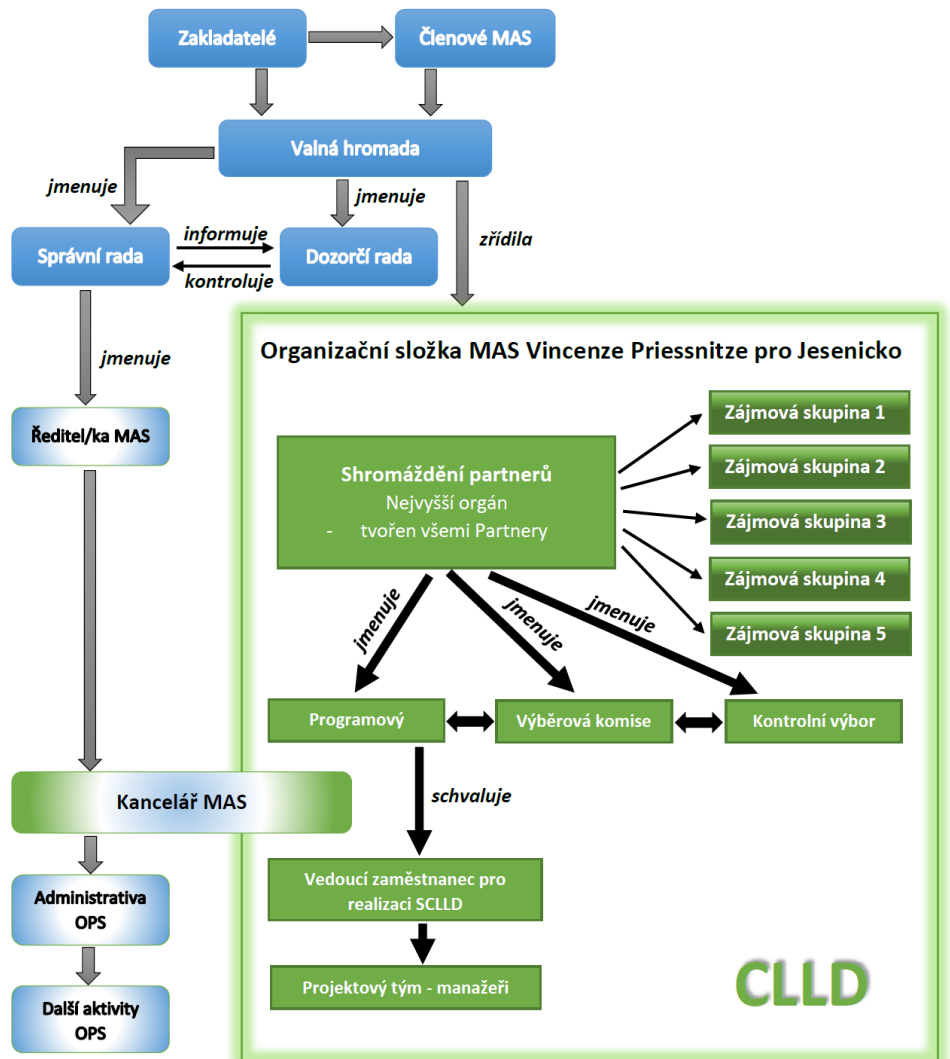 Zakladatelé
Členové MAS
Valná hromada
jmenuje
jmenuje
zřídila
Správní rada
informuje
kontroluje
Dozorčí rada
jmenuje
Ředitel/ka MAS
Kancelář MAS
Administrativa
OPS
Další aktivity
OPS
Organizační složka MAS Vincenze Priessnitze pro Jesenicko
Shromáždění partnerů
Nejvyšší orgán
- tvořen všemi Partnery
Zájmová skupina 1
Zájmová skupina 2
Zájmová skupina 3
Zájmová skupina 4
Zájmová skupina 5
jmenuje
jmenuje
jmenuje
Programový
Výběrová komise
Kontrolní výbor
schvaluje
Vedoucí zaměstnanec pro
realizaci SCLLD
Projektový tým - manažeři
CLLD